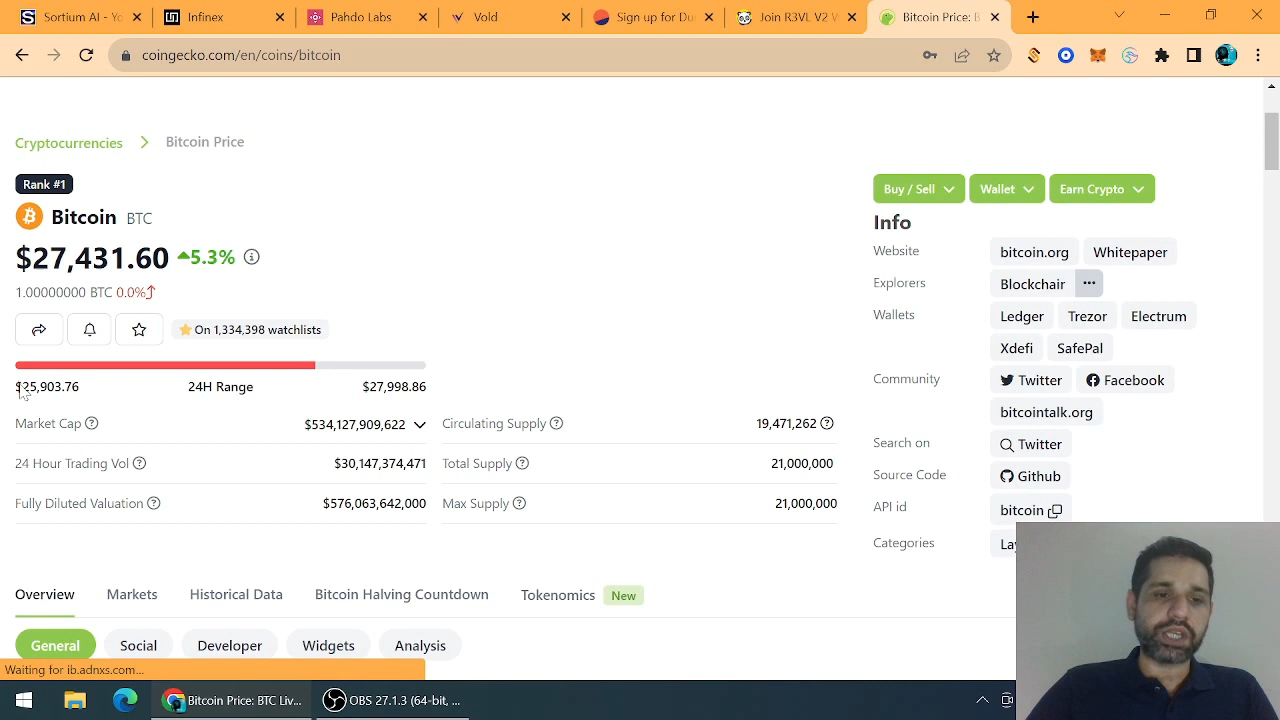 Sortium AI - Yo
Infinex
Pahdo Labs
Vold
Sign up for Du
Join R3VL V2 W
Bitcoin Price: B
coingecko.com/en/coins/bitcoin
Cryptocurrencies
Bitcoin Price
Rank #1
Bitcoin BTC
$27,431.60 5.3%
1.00000000 BTC 0.0%
On 1,334,398 watchlists
$25,903.76 24H Range $27,998.86
Market Cap $534,127,909,622
24 Hour Trading Vol $30,147,374,471
Fully Diluted Valuation $576,063,642,000
Circulating Supply 19,471,262
Total Supply 21,000,000
Max Supply 21,000,000
Buy / Sell Wallet Earn Crypto
Info
Website bitcoin.org Whitepaper
Explorers Blockchair
Wallets Ledger Trezor Electrum
Xdefi SafePal
Community Twitter Facebook
bitcointalk.org
Search on Twitter
Source Code Github
API id bitcoin
Categories Lay
Overview Markets Historical Data Bitcoin Halving Countdown Tokenomics New
General Social Developer Widgets Analysis
Waiting for ib.adnxs.com...
Bitcoin Price: BTC Liv...
OBS 27.1.3 (64-bit, ...